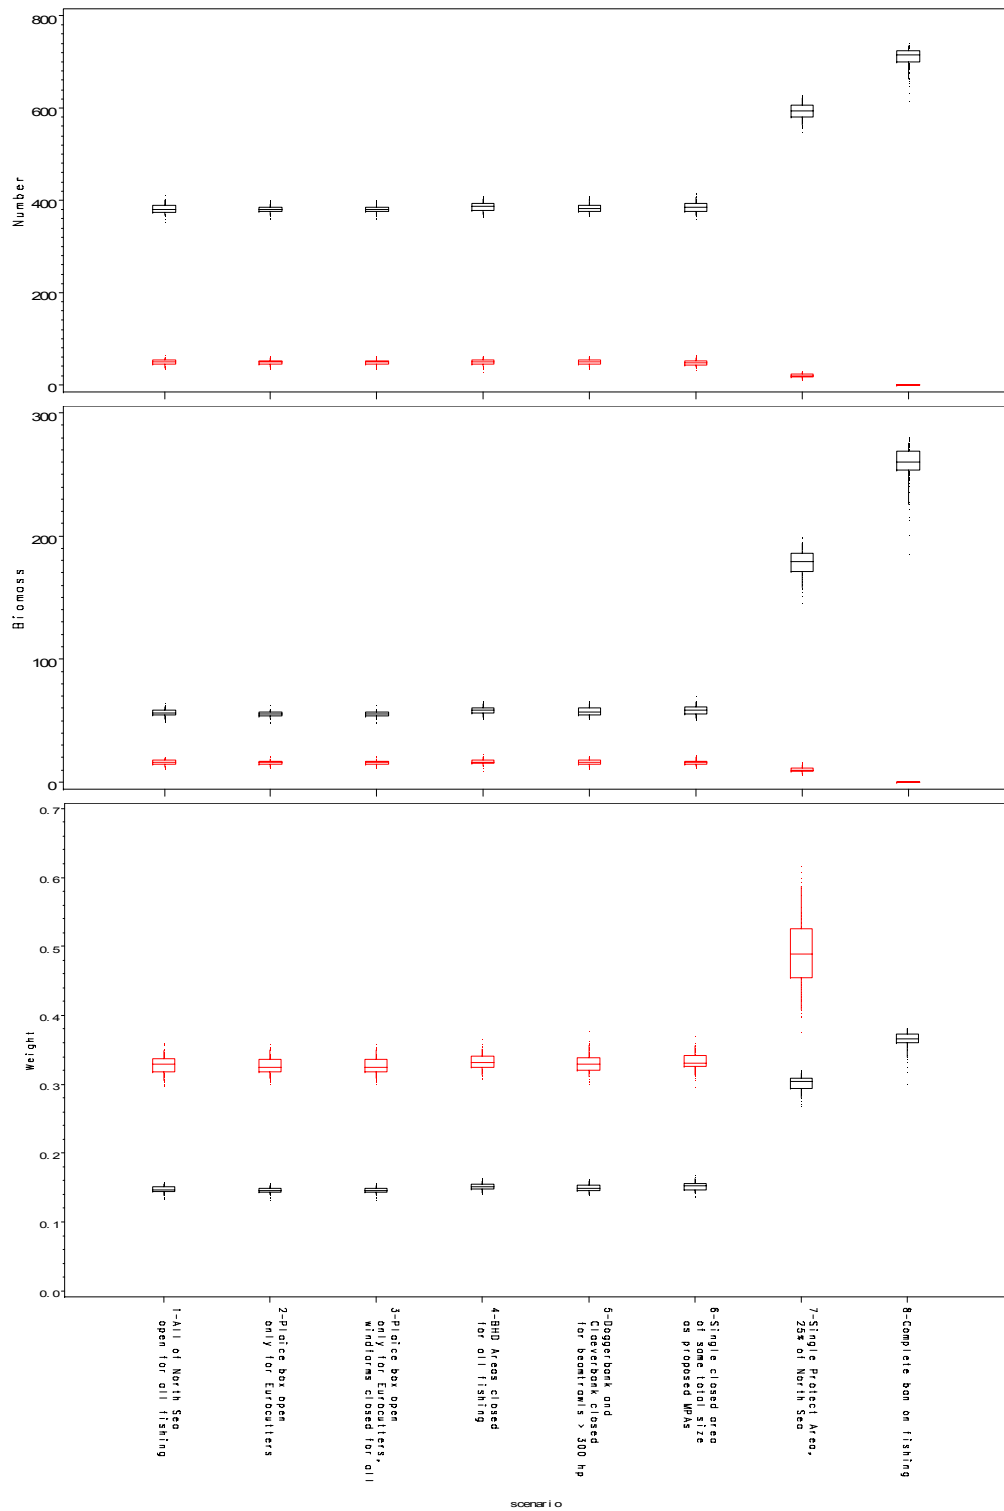 800
600
400
200
0
Number
300
200
100
0
Biomass
0.7
0.6
0.5
0.4
0.3
0.2
0.1
0.0
Weight
1-All of North Sea
open for all fishing
2-Plaice box open
only for Eurocutters
3-Plaice box open
only for Eurocutters,
windfarms closed for all
4-BHD Areas closed
for all fishing
5-Doggerbank and
Cleaverbank closed
for beamtrawls > 300 hp
6-Single closed area
of same total size
as proposed MPAs
7-Single Protect Area,
25% of North Sea
8-Complete ban on fishing
scenario